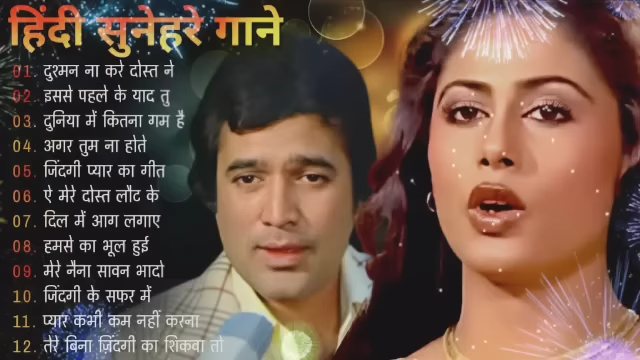 हिंदी सुनेहरे गाने
01. दुश्मन ना करे दोस्त ने
02. इससे पहले के याद तु
03. दुनिया में कितना गम है
04. अगर तुम ना होते
05. जिंदगी प्यार का गीत
06. ऐ मेरे दोस्त लौट के
07. दिल में आग लगाए
08. हमसे का भूल हुई
09. मेरे नैना सावन भादो
10. जिंदगी के सफर में
11. प्यार कभी कम नहीं करना
12. तेरे बिना ज़िंदगी का शिकवा तो